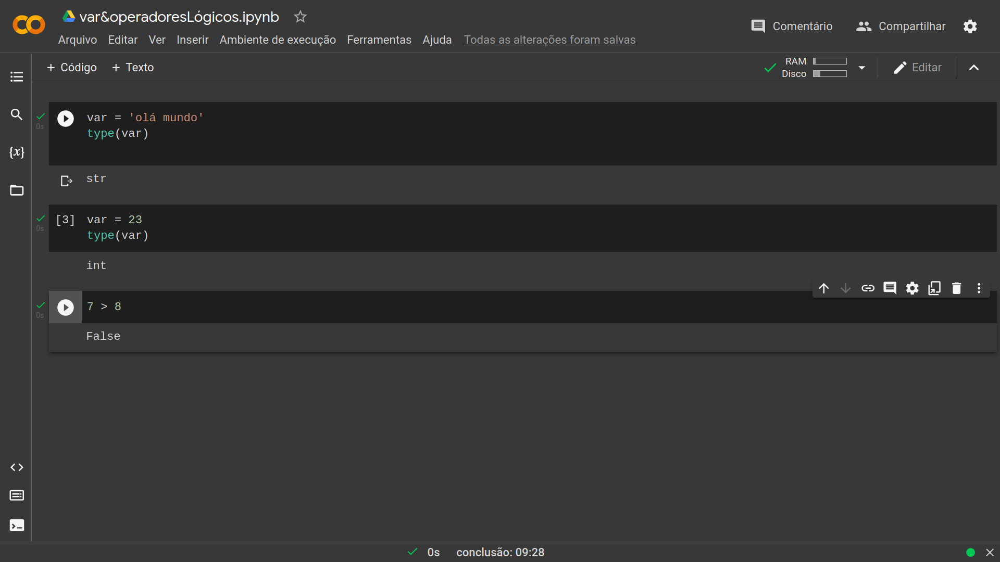 var&operadoresLógicos.ipynb
Comentário
Compartilhar
Arquivo Editar Ver Inserir Ambiente de execução Ferramentas Ajuda Todas as alterações foram salvas
+ Código + Texto
RAM
Disco
Editar
{x}
0s
var = 'olá mundo'
type(var)
str
0s
[3] var = 23
type(var)
int
0s
7 > 8
False
0s conclusão: 09:28